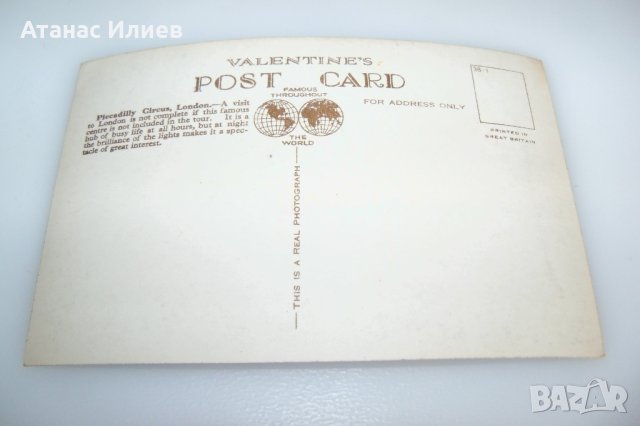 Атанас Илиев
VALENTINE'S
POST CARD
FAMOUS
THROUGHOUT
THE
WORLD
FOR ADDRESS ONLY
PRINTED IN
GREAT BRITAIN
Piccadilly Circus, London.—A visit
to London is not complete if this famous
centre is not included in the tour. It is a
hub of busy life at all hours, but at night
the brilliance of the lights makes it a spec-
tacle of great interest.
THIS IS A REAL PHOTOGRAPH
BAZAR